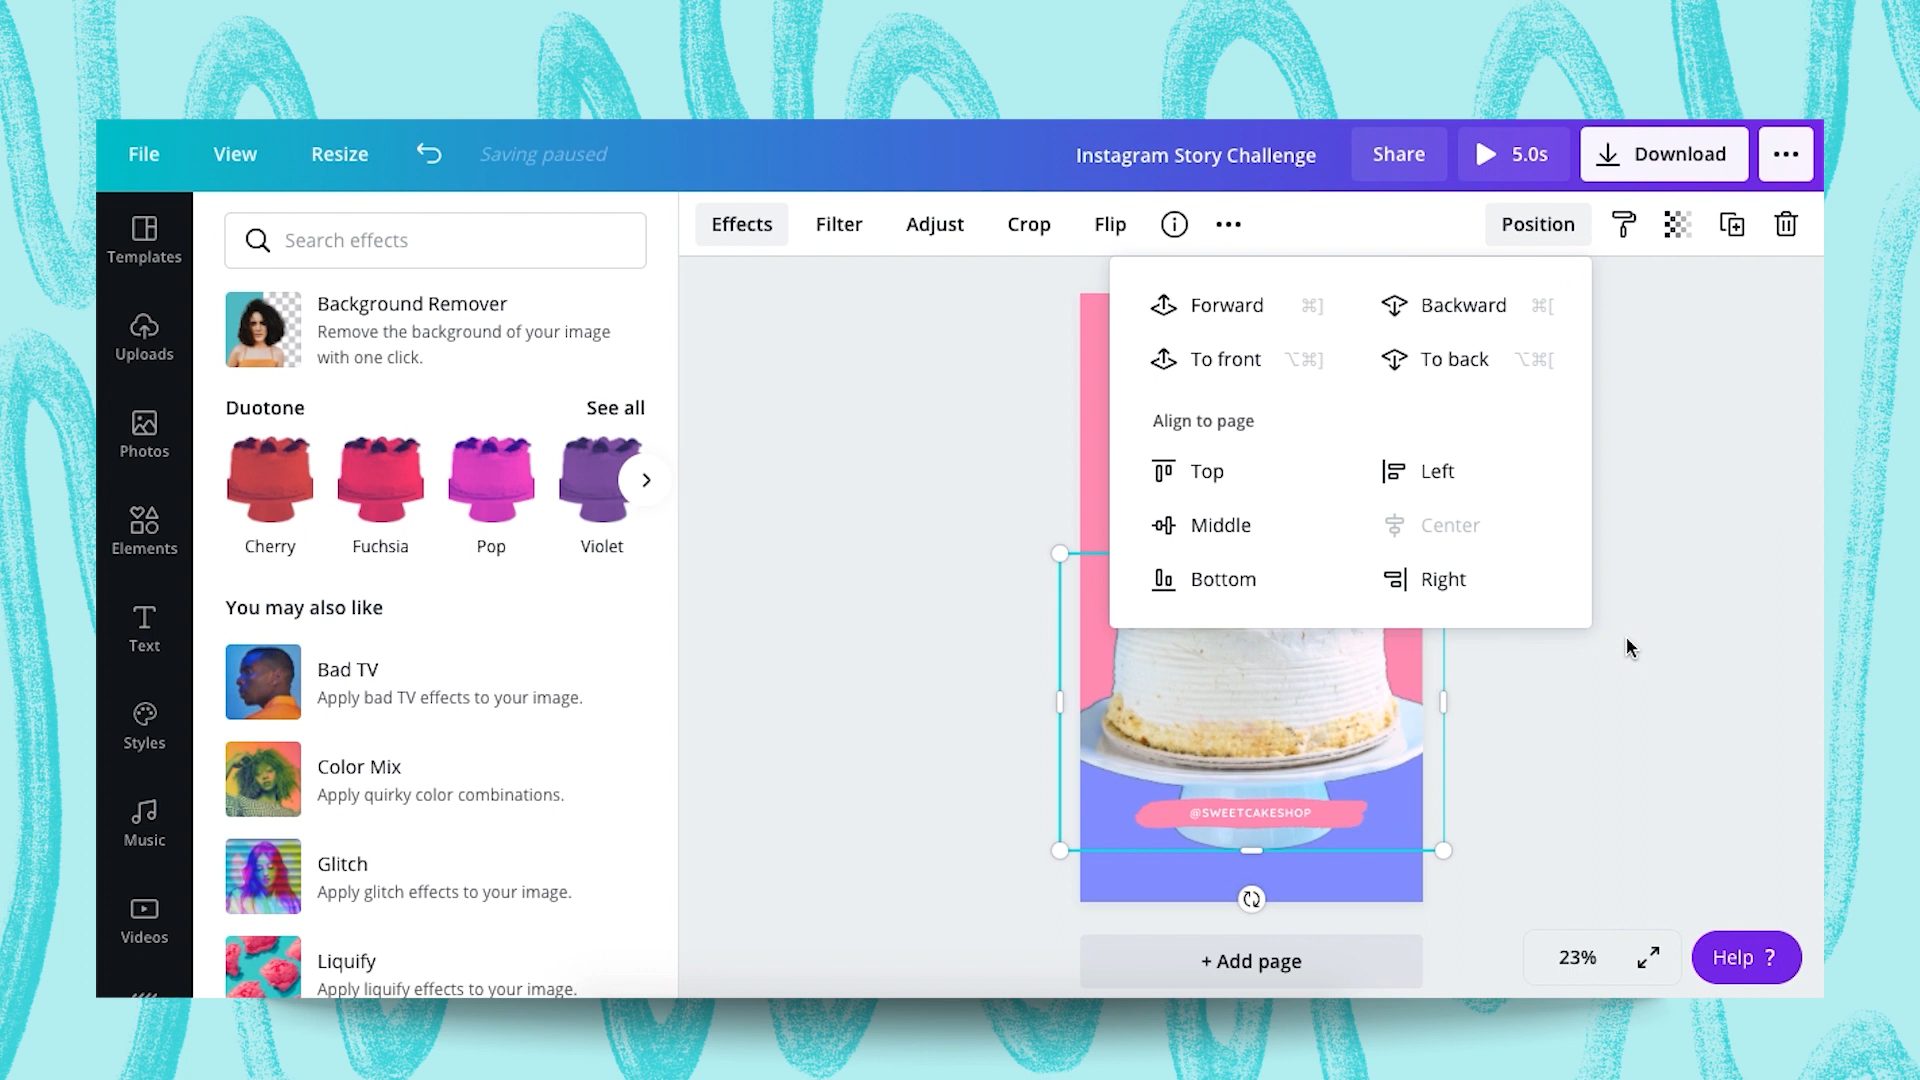 File View Resize Saving paused Instagram Story Challenge Share 5.0s Download
Templates
Uploads
Photos
Elements
Text
Styles
Music
Videos
Search effects
Background Remover
Remove the background of your image
with one click.
Duotone See all
Cherry Fuchsia Pop Violet
You may also like
Bad TV
Apply bad TV effects to your image.
Color Mix
Apply quirky color combinations.
Glitch
Apply glitch effects to your image.
Liquify
Apply liquify effects to your image.
Effects Filter Adjust Crop Flip Position
Forward ⌘] Backward ⌘[
To front ⌥⌘] To back ⌥⌘[
Align to page
Top Left
Middle Center
Bottom Right
@SWEETCAKESHOP
+ Add page
23% Help ?